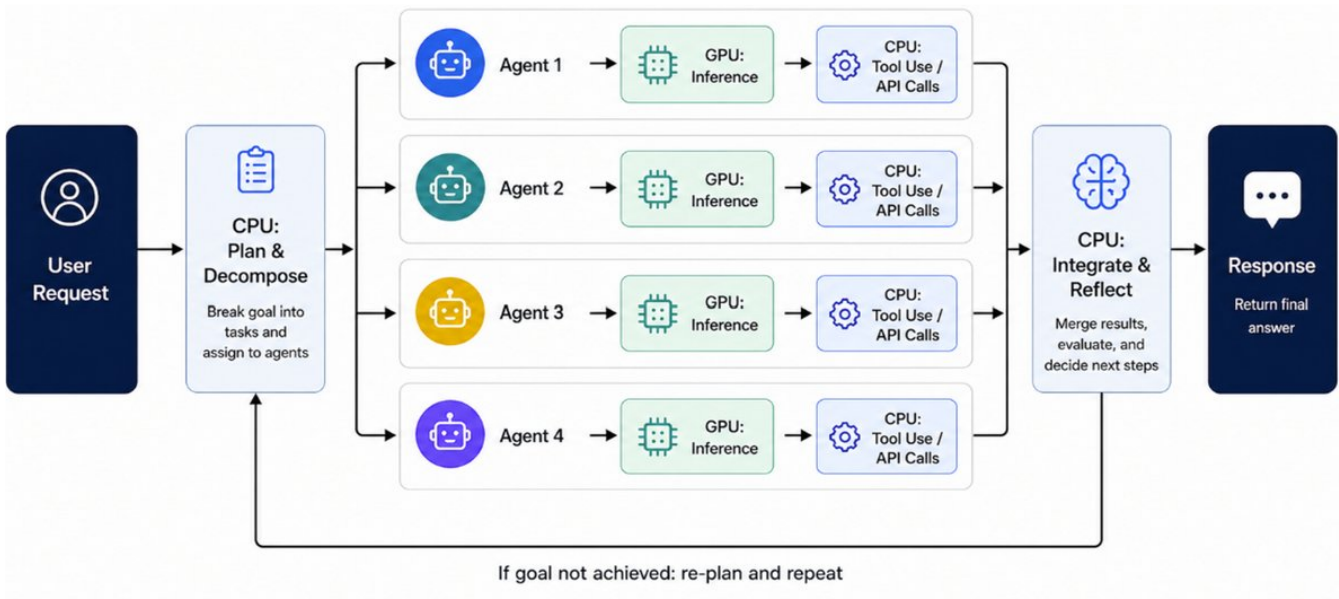 User
Request
CPU:
Plan &
Decompose
Break goal into
tasks and
assign to agents
Agent 1
GPU:
Inference
CPU:
Tool Use /
API Calls
Agent 2
GPU:
Inference
CPU:
Tool Use /
API Calls
Agent 3
GPU:
Inference
CPU:
Tool Use /
API Calls
Agent 4
GPU:
Inference
CPU:
Tool Use /
API Calls
CPU:
Integrate &
Reflect
Merge results,
evaluate, and
decide next steps
Response
Return final
answer
If goal not achieved: re-plan and repeat